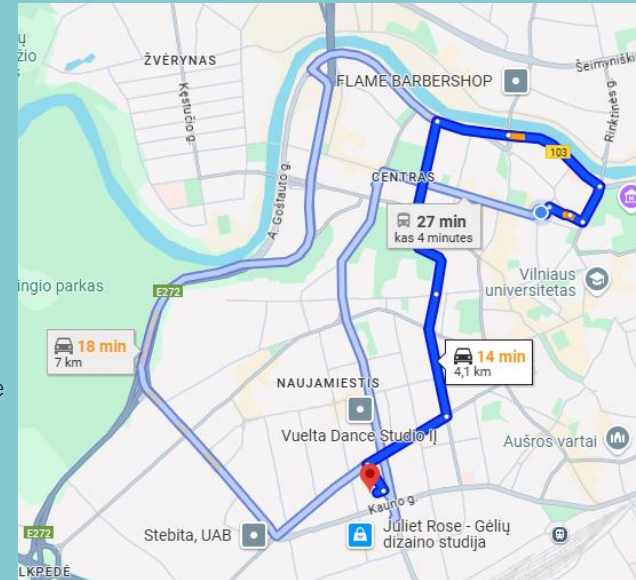 ŽVĖRYNAS
Kęstučio g.
FLAME BARBERSHOP
Šeimyniški
Rinktinės g.
103
CENTRAS
A. Goštauto g.
27 min
kas 4 minutes
Vilniaus
universitetas
ingio parkas
E272
18 min
7 km
14 min
4,1 km
NAUJAMIESTIS
Vuelta Dance Studio IĮ
Aušros vartai
Kauno g.
Stebita, UAB
Juliet Rose - Gėlių
dizaino studija
E272
LKPĖDĖ